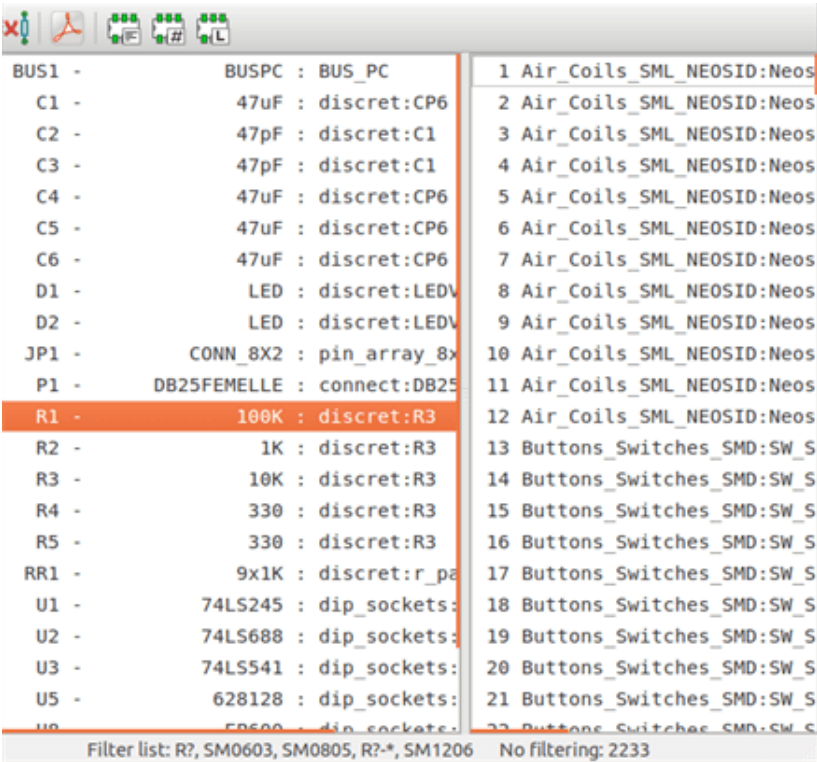 F # L
BUS1 - BUSPC : BUS_PC
C1 - 47uF : discret:CP6
C2 - 47pF : discret:C1
C3 - 47pF : discret:C1
C4 - 47uF : discret:CP6
C5 - 47uF : discret:CP6
C6 - 47uF : discret:CP6
D1 - LED : discret:LEDV
D2 - LED : discret:LEDV
JP1 - CONN_8X2 : pin_array_8x
P1 - DB25FEMELLE : connect:DB25
R1 - 100K : discret:R3
R2 - 1K : discret:R3
R3 - 10K : discret:R3
R4 - 330 : discret:R3
R5 - 330 : discret:R3
RR1 - 9x1K : discret:r_pa
U1 - 74LS245 : dip_sockets:
U2 - 74LS688 : dip_sockets:
U3 - 74LS541 : dip_sockets:
U5 - 628128 : dip_sockets:
U8 - EP600 : dip_sockets:
1 Air_Coils_SML_NEOSID:Neos
2 Air_Coils_SML_NEOSID:Neos
3 Air_Coils_SML_NEOSID:Neos
4 Air_Coils_SML_NEOSID:Neos
5 Air_Coils_SML_NEOSID:Neos
6 Air_Coils_SML_NEOSID:Neos
7 Air_Coils_SML_NEOSID:Neos
8 Air_Coils_SML_NEOSID:Neos
9 Air_Coils_SML_NEOSID:Neos
10 Air_Coils_SML_NEOSID:Neos
11 Air_Coils_SML_NEOSID:Neos
12 Air_Coils_SML_NEOSID:Neos
13 Buttons_Switches_SMD:SW_S
14 Buttons_Switches_SMD:SW_S
15 Buttons_Switches_SMD:SW_S
16 Buttons_Switches_SMD:SW_S
17 Buttons_Switches_SMD:SW_S
18 Buttons_Switches_SMD:SW_S
19 Buttons_Switches_SMD:SW_S
20 Buttons_Switches_SMD:SW_S
21 Buttons_Switches_SMD:SW_S
22 Buttons_Switches_SMD:SW_S
Filter list: R?, SM0603, SM0805, R?-*, SM1206 No filtering: 2233